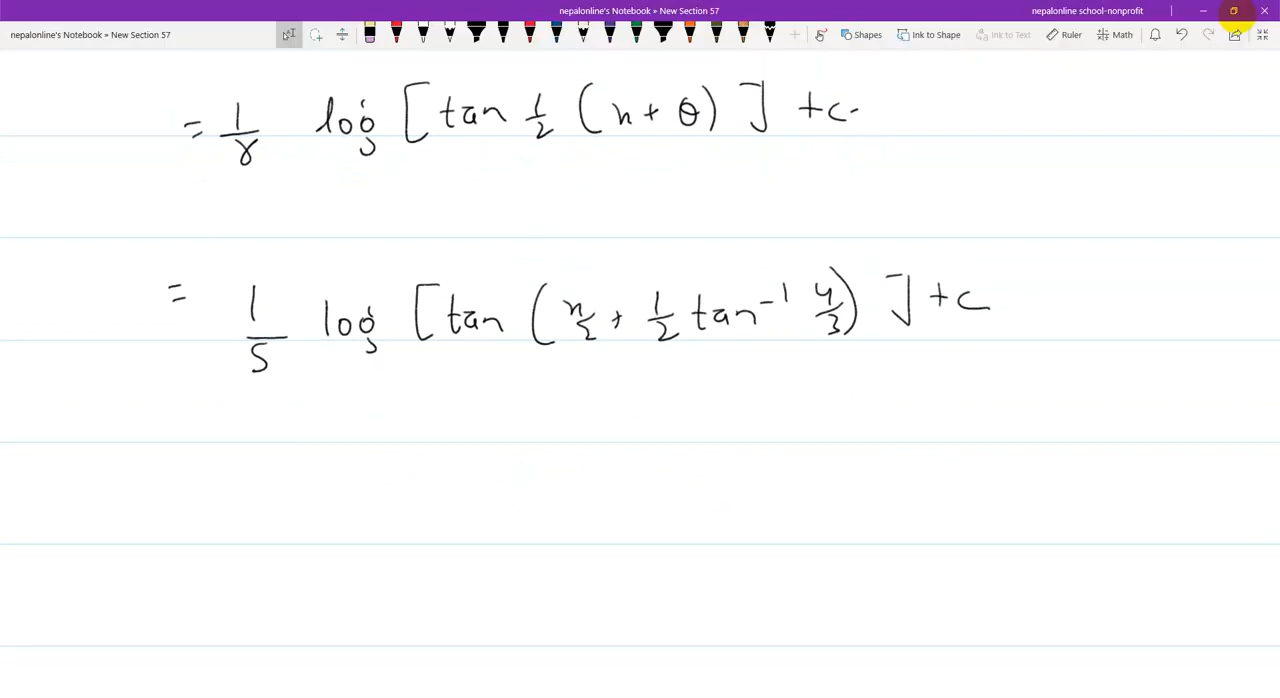 nepalonline's Notebook » New Section 57
nepalonline school-nonprofit
nepalonline's Notebook » New Section 57
Shapes
Ink to Shape
Ink to Text
Ruler
Math
= 1/r log [tan 1/2 (x + θ)] + c
= 1/5 log [tan (x/2 + 1/2 tan⁻¹ 4/3)] + c